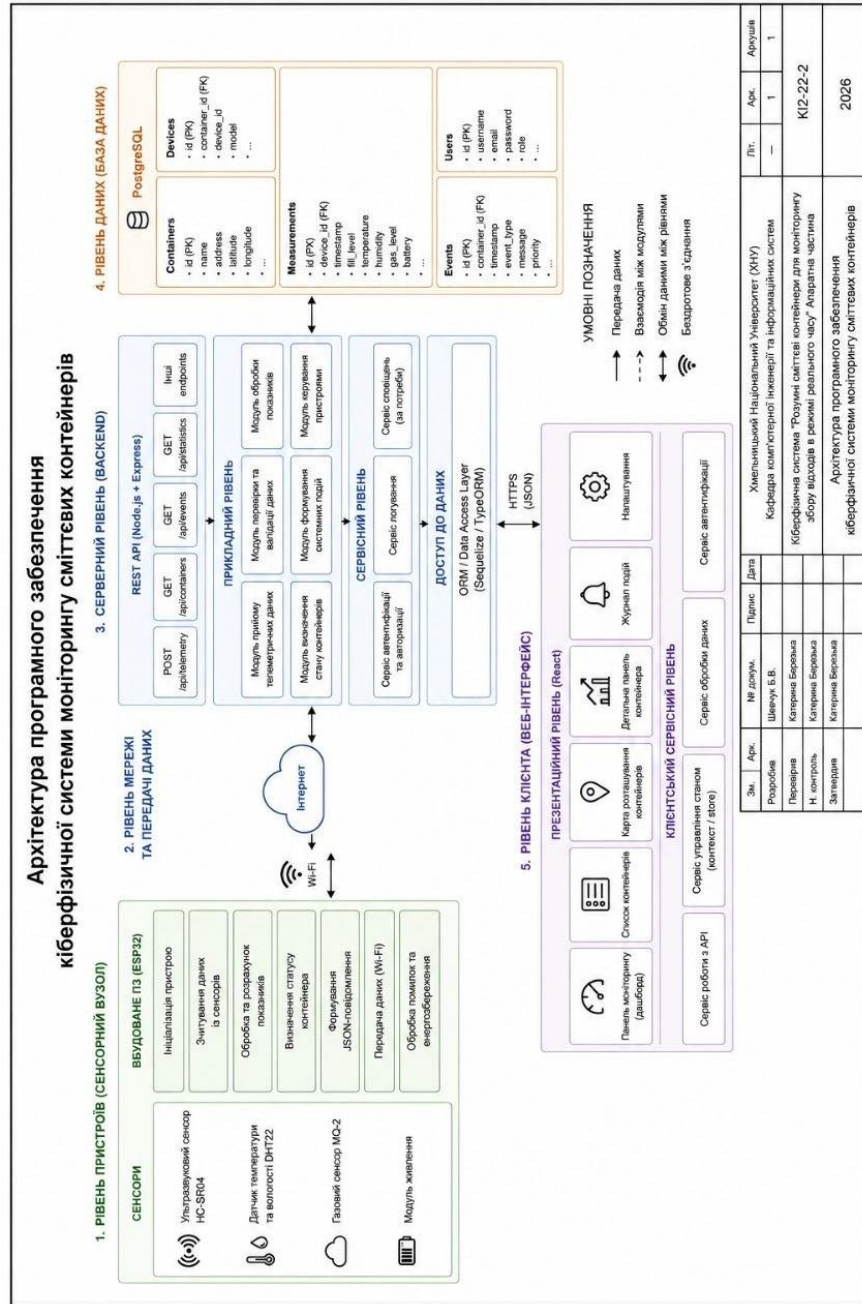 Архітектура програмного забезпечення
кіберфізичної системи моніторингу сміттєвих контейнерів
1. РІВЕНЬ ПРИСТРОЇВ (СЕНСОРНИЙ ВУЗОЛ)
СЕНСОРИ
Ультразвуковий сенсор
HC-SR04
Датчик температури
та вологості DHT22
Газовий сенсор MQ-2
Модуль живлення
ВБУДОВАНЕ ПЗ (ESP32)
Ініціалізація пристрою
Зчитування даних
із сенсорів
Обробка та розрахунок
показників
Визначення статусу
контейнера
Формування
JSON-повідомлення
Передача даних (Wi-Fi)
Обробка помилок та
енергозбереження
2. РІВЕНЬ МЕРЕЖІ
ТА ПЕРЕДАЧІ ДАНИХ
Wi-Fi
Інтернет
3. СЕРВЕРНИЙ РІВЕНЬ (BACKEND)
REST API (Node.js + Express)
POST
/api/telemetry
GET
/api/containers
GET
/api/events
GET
/api/statistics
Інші
endpoints
ПРИКЛАДНИЙ РІВЕНЬ
Модуль прийому
телеметричних даних
Модуль перевірки та
валідації даних
Модуль обробки
показників
Модуль визначення
стану контейнерів
Модуль формування
системних подій
Модуль керування
пристроями
СЕРВІСНИЙ РІВЕНЬ
Сервіс автентифікації
та авторизації
Сервіс логування
Сервіс сповіщень
(за потреби)
ДОСТУП ДО ДАНИХ
ORM / Data Access Layer
(Sequelize / TypeORM)
HTTPS
(JSON)
4. РІВЕНЬ ДАНИХ (БАЗА ДАНИХ)
PostgreSQL
Containers
• id (PK)
• name
• address
• latitude
• longitude
• ...
Devices
• id (PK)
• container_id (FK)
• device_id
• model
• ...
Measurements
• id (PK)
• device_id (FK)
• timestamp
• fill_level
• temperature
• humidity
• gas_level
• battery
• ...
Events
• id (PK)
• container_id (FK)
• timestamp
• event_type
• message
• priority
• ...
Users
• id (PK)
• username
• email
• password
• role
• ...
5. РІВЕНЬ КЛІЄНТА (ВЕБ-ІНТЕРФЕЙС)
ПРЕЗЕНТАЦІЙНИЙ РІВЕНЬ (React)
Панель моніторингу
(дашборд)
Список контейнерів
Карта розташування
контейнерів
Детальна панель
контейнера
Журнал подій
Налаштування
КЛІЄНТСЬКИЙ СЕРВІСНИЙ РІВЕНЬ
Сервіс роботи з API
Сервіс управління станом
(контекст / store)
Сервіс обробки даних
Сервіс автентифікації
УМОВНІ ПОЗНАЧЕННЯ
Передача даних
Взаємодія між модулями
Обмін даними між рівнями
Бездротове з'єднання
Зм. Арк. № докум. Підпис Дата
Розробив Шевчук Б.В.
Перевірив Катерина Березька
Н. контроль Катерина Березька
Затвердив Катерина Березька
Хмельницький Національний Університет (ХНУ)
Кафедра комп'ютерної інженерії та інформаційних систем
Кіберфізична система "Розумні сміттєві контейнери для моніторингу
збору відходів в режимі реального часу" Апаратна частина
Архітектура програмного забезпечення
кіберфізичної системи моніторингу сміттєвих контейнерів
Літ. Арк. Аркушів
— 1 1
КІ2-22-2
2026